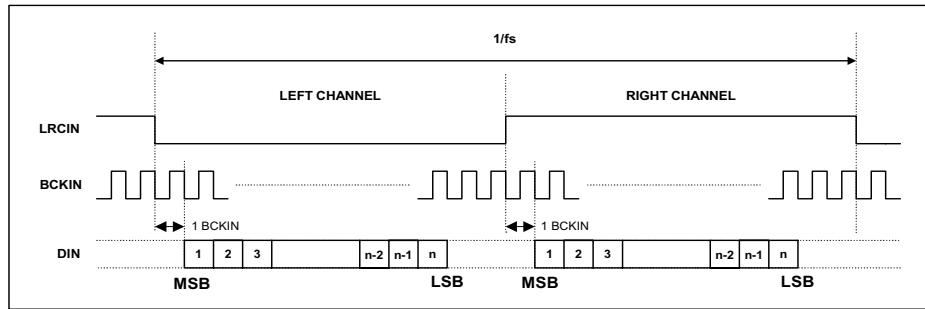 1/fs
LEFT CHANNEL RIGHT CHANNEL
LRCIN
BCKIN
1 BCKIN 1 BCKIN
DIN 1 2 3 n-2 n-1 n 1 2 3 n-2 n-1 n
MSB LSB MSB LSB